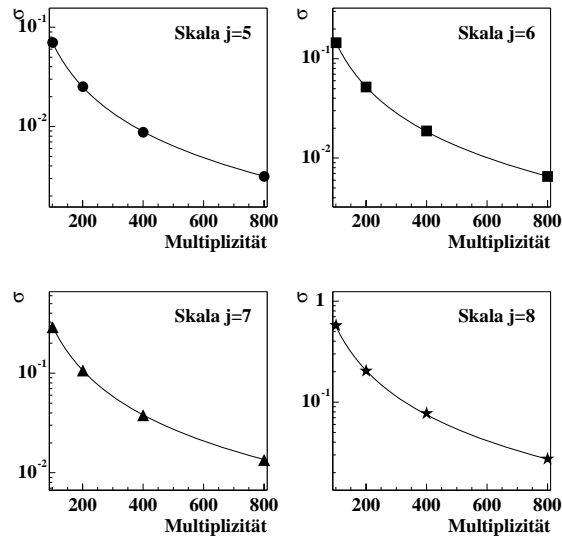 σ
10⁻¹
10⁻²
Skala j=5
200 400 600 800
Multiplizität
σ
10⁻¹
10⁻²
Skala j=6
200 400 600 800
Multiplizität
σ
10⁻¹
10⁻²
Skala j=7
200 400 600 800
Multiplizität
σ
1
10⁻¹
Skala j=8
200 400 600 800
Multiplizität